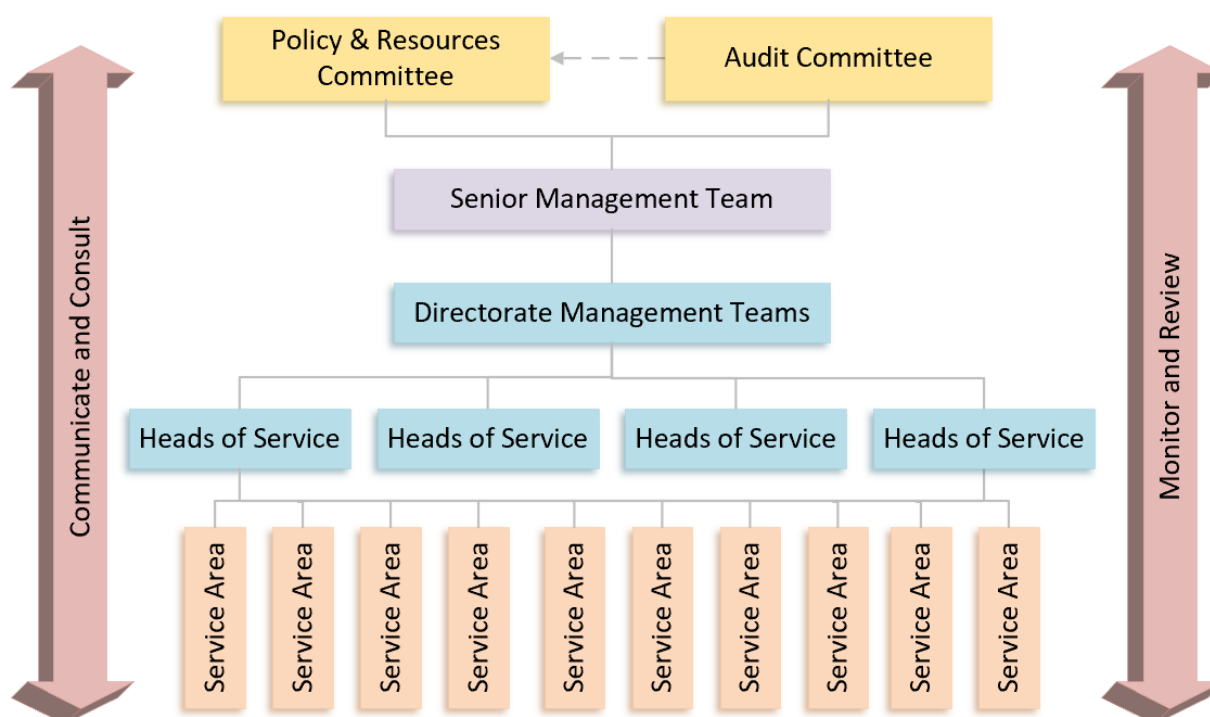 Policy & Resources
Committee
Audit Committee
Senior Management Team
Directorate Management Teams
Heads of Service
Heads of Service
Heads of Service
Heads of Service
Service Area
Service Area
Service Area
Service Area
Service Area
Service Area
Service Area
Service Area
Service Area
Service Area
Communicate and Consult
Monitor and Review